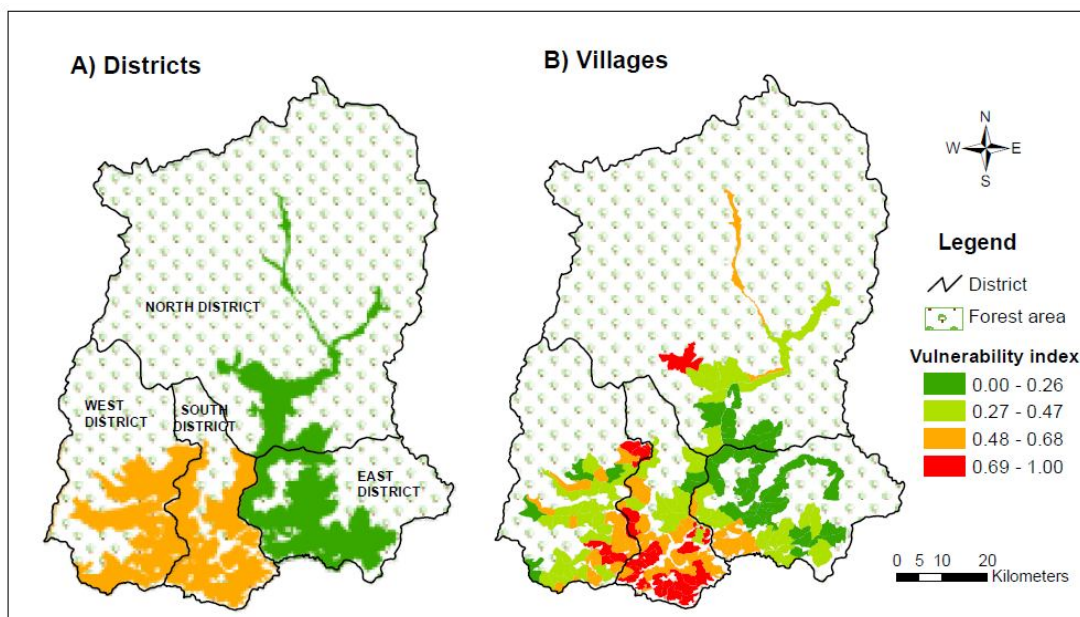 A) Districts
B) Villages
N
W E
S
Legend
District
Forest area
Vulnerability index
0.00 - 0.26
0.27 - 0.47
0.48 - 0.68
0.69 - 1.00
NORTH DISTRICT
WEST
DISTRICT
SOUTH
DISTRICT
EAST
DISTRICT
0 5 10 20
Kilometers